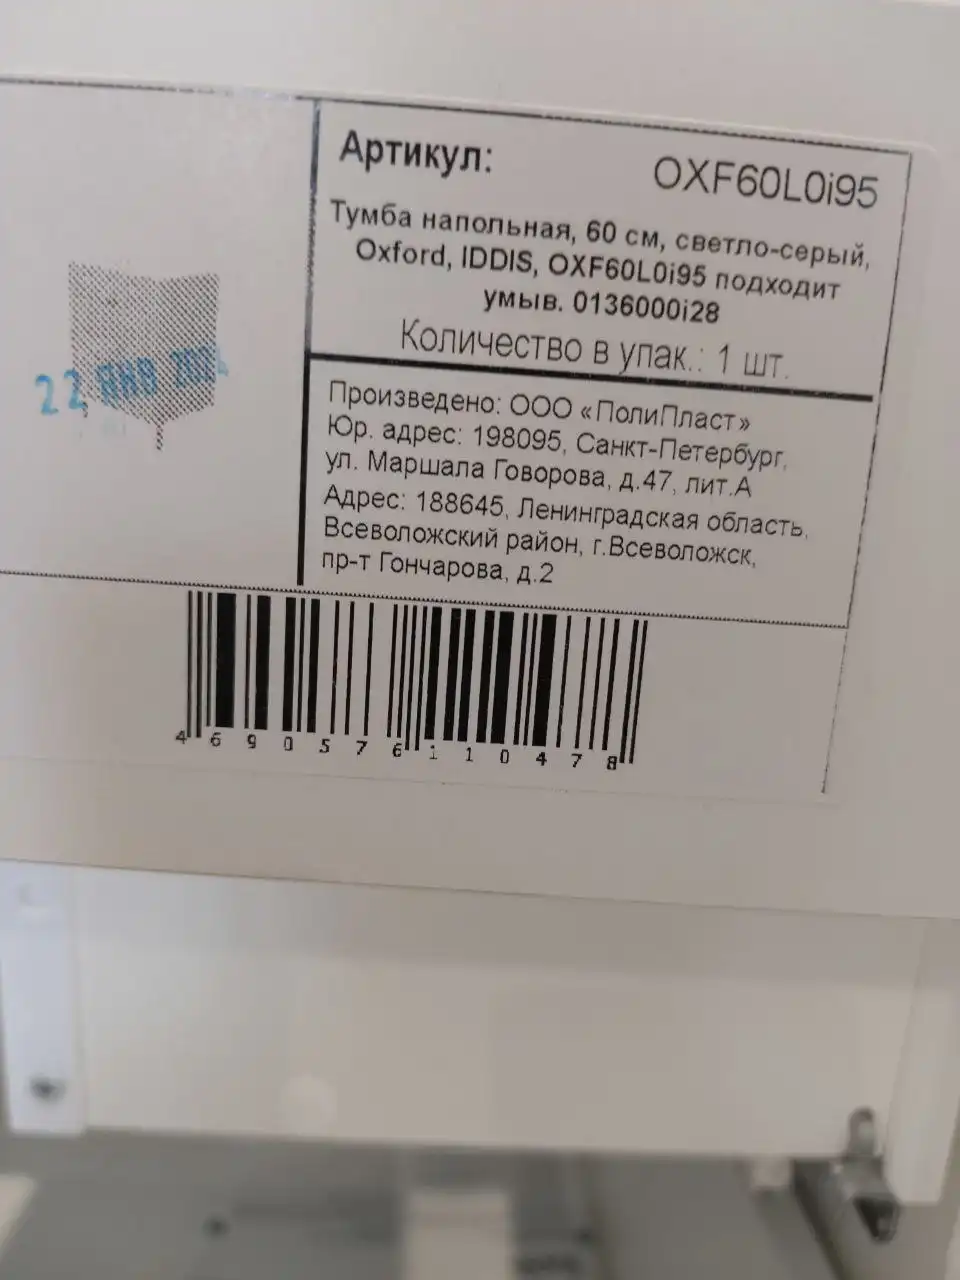 Артикул: OXF60L0i95
Тумба напольная, 60 см, светло-серый,
Oxford, IDDIS, OXF60L0i95 подходит
умыв. 0136000i28
Количество в упак.: 1 шт.
Произведено: ООО «ПолиПласт»
Юр. адрес: 198095, Санкт-Петербург,
ул. Маршала Говорова, д.47, лит.А
Адрес: 188645, Ленинградская область,
Всеволожский район, г.Всеволожск,
пр-т Гончарова, д.2
22 ЯНВ
4690576110478